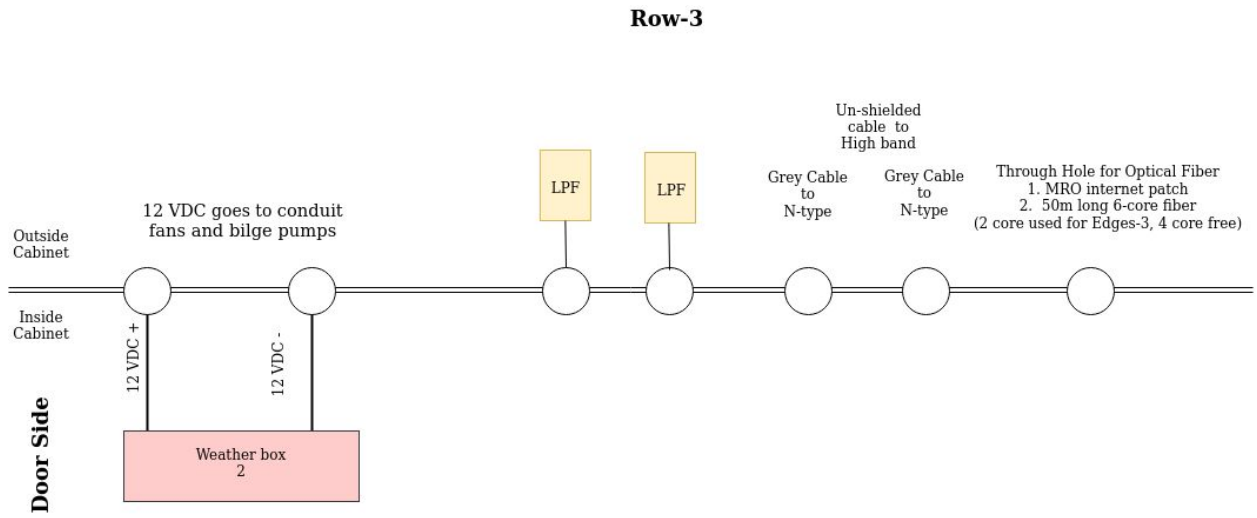 Row-3
Un-shielded
cable to
High band
Grey Cable
to
N-type
Grey Cable
to
N-type
Through Hole for Optical Fiber
1. MRO internet patch
2. 50m long 6-core fiber
(2 core used for Edges-3, 4 core free)
LPF
LPF
12 VDC goes to conduit
fans and bilge pumps
Outside
Cabinet
Inside
Cabinet
12 VDC +
12 VDC -
Door Side
Weather box
2